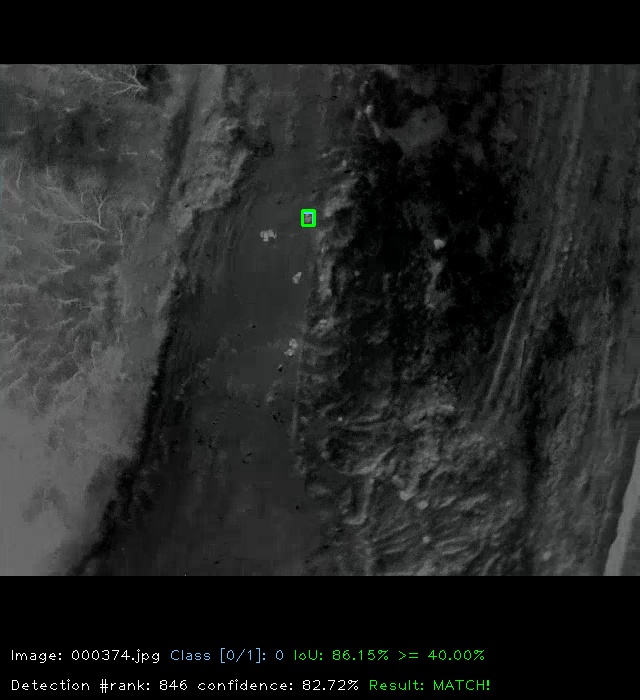 Image: 000374.jpg Class [0/1]: 0 IoU: 86.15% >= 40.00%
Detection #rank: 846 confidence: 82.72% Result: MATCH!